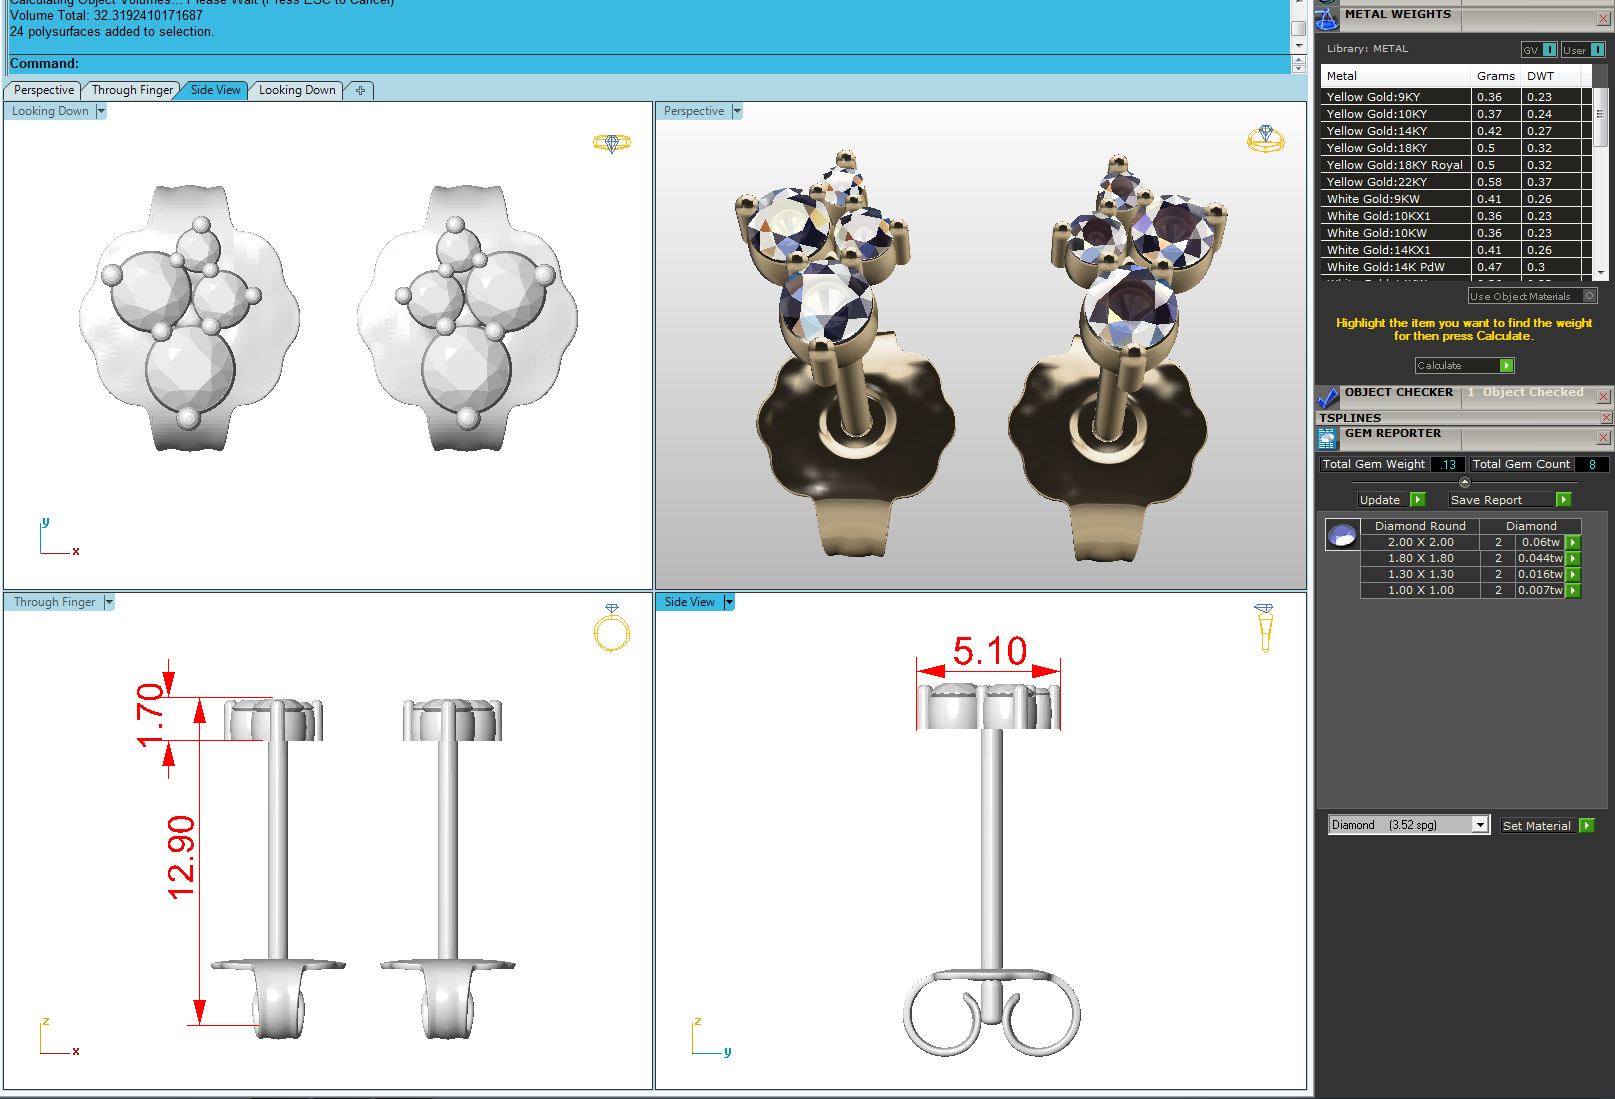 Calculating Object Volumes... Please Wait (Press ESC to Cancel)
Volume Total: 32.3192410171687
24 polysurfaces added to selection.
Command:
Perspective
Through Finger
Side View
Looking Down
Looking Down
Perspective
y
x
Through Finger
1.70
12.90
z
x
Side View
5.10
z
y
METAL WEIGHTS
Library: METAL
GV
User
Metal Grams DWT
Yellow Gold:9KY 0.36 0.23
Yellow Gold:10KY 0.37 0.24
Yellow Gold:14KY 0.42 0.27
Yellow Gold:18KY 0.5 0.32
Yellow Gold:18KY Royal 0.5 0.32
Yellow Gold:22KY 0.58 0.37
White Gold:9KW 0.41 0.26
White Gold:10KX1 0.36 0.23
White Gold:10KW 0.36 0.23
White Gold:14KX1 0.41 0.26
White Gold:14K PdW 0.47 0.3
Use Object Materials
Highlight the item you want to find the weight
for then press Calculate.
Calculate
OBJECT CHECKER 1 Object Checked
TSPLINES
GEM REPORTER
Total Gem Weight .13 Total Gem Count 8
Update
Save Report
Diamond Round Diamond
2.00 X 2.00 2 0.06tw
1.80 X 1.80 2 0.044tw
1.30 X 1.30 2 0.016tw
1.00 X 1.00 2 0.007tw
Diamond (3.52 spg)
Set Material